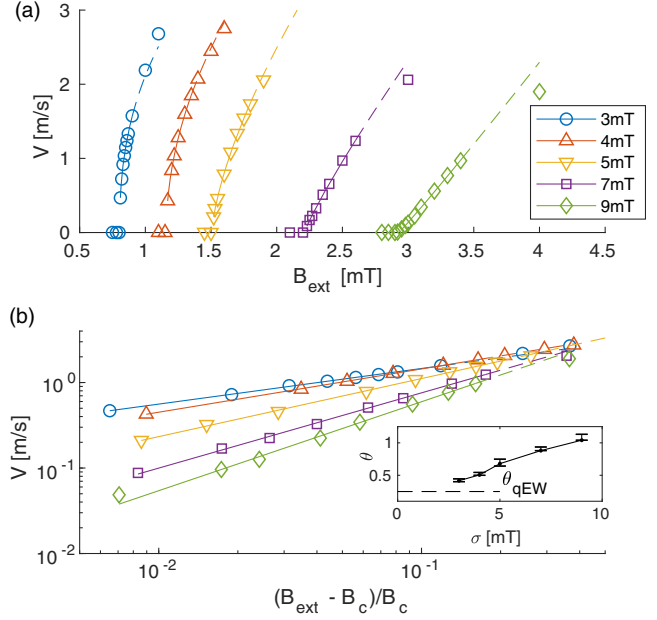 (a)
3
2
1
0
V [m/s]
0.5 1 1.5 2 2.5 3 3.5 4 4.5
B_ext [mT]
3mT
4mT
5mT
7mT
9mT
(b)
10^0
10^-1
10^-2
V [m/s]
10^-2 10^-1
(B_ext - B_c)/B_c
1
0.5
θ
θ_qEW
0 5 10
σ [mT]